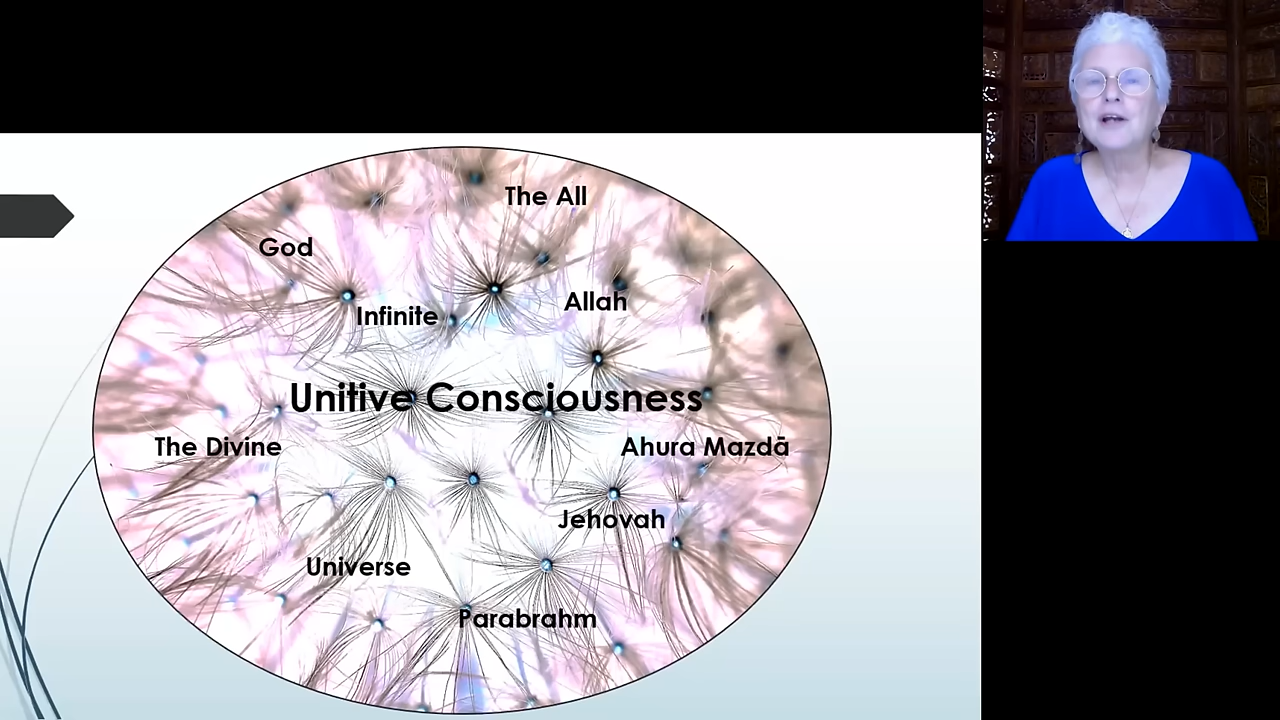 The All
God
Allah
Infinite
Unitive Consciousness
The Divine
Ahura Mazdā
Jehovah
Universe
Parabrahm